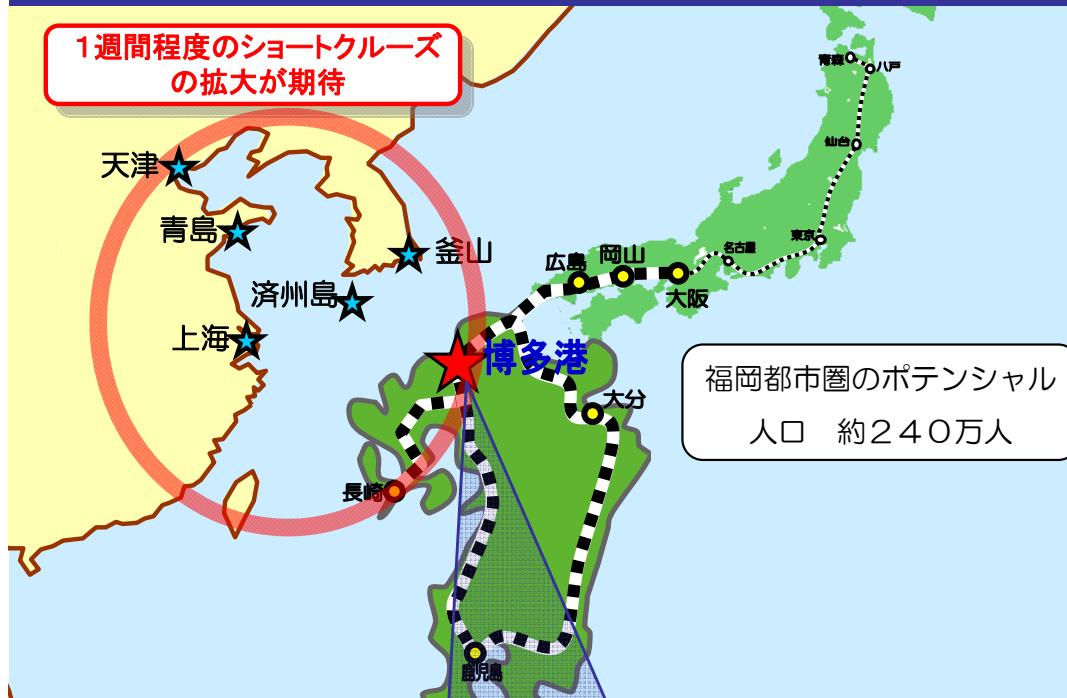 1週間程度のショートクルーズ
の拡大が期待
青森
八戸
仙台
天津
青島
釜山
済州島
上海
広島
岡山
大阪
名古屋
東京
博多港
大分
長崎
鹿児島
福岡都市圏のポテンシャル
人口　約２４０万人